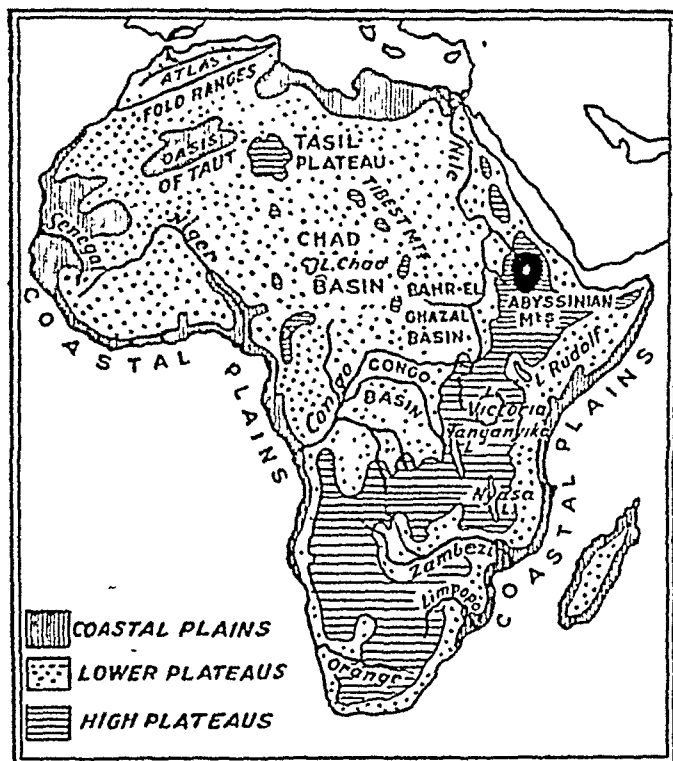 ATLAS
FOLD RANGES
OASIS
OF TAUT
TASIL
PLATEAU
Nile
TIBEST MTS
Senegal
Niger
CHAD
L. Chad
BASIN
BAHR-EL
GHAZAL
BASIN
ABYSSINIAN
MTS
L Rudolf
COASTAL PLAINS
Congo
CONGO
BASIN
L
Victoria
Tanganyika
L
Nyasa
L
COASTAL PLAINS
Zambezi
Limpopo
Orange
COASTAL PLAINS
LOWER PLATEAUS
HIGH PLATEAUS